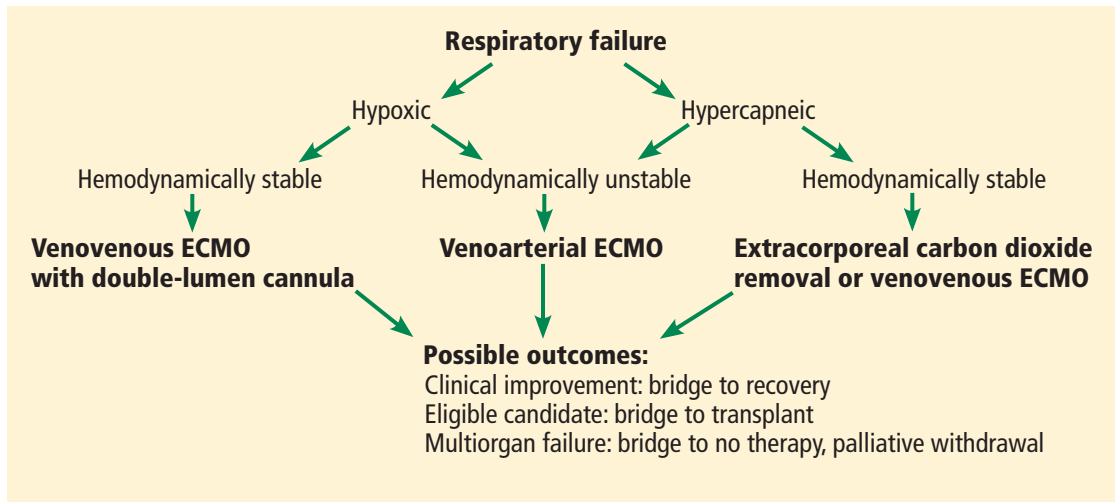 Respiratory failure
Hypoxic
Hypercapneic
Hemodynamically stable
Hemodynamically unstable
Hemodynamically stable
Venovenous ECMO
with double-lumen cannula
Venoarterial ECMO
Extracorporeal carbon dioxide
removal or venovenous ECMO
Possible outcomes:
Clinical improvement: bridge to recovery
Eligible candidate: bridge to transplant
Multiorgan failure: bridge to no therapy, palliative withdrawal